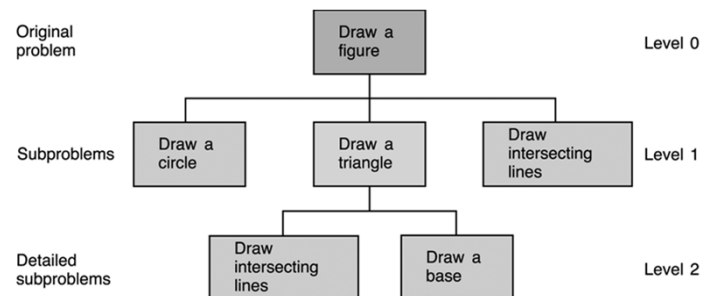 Original
problem
Draw a
figure
Level 0
Subproblems
Draw a
circle
Draw a
triangle
Draw
intersecting
lines
Level 1
Detailed
subproblems
Draw
intersecting
lines
Draw a
base
Level 2